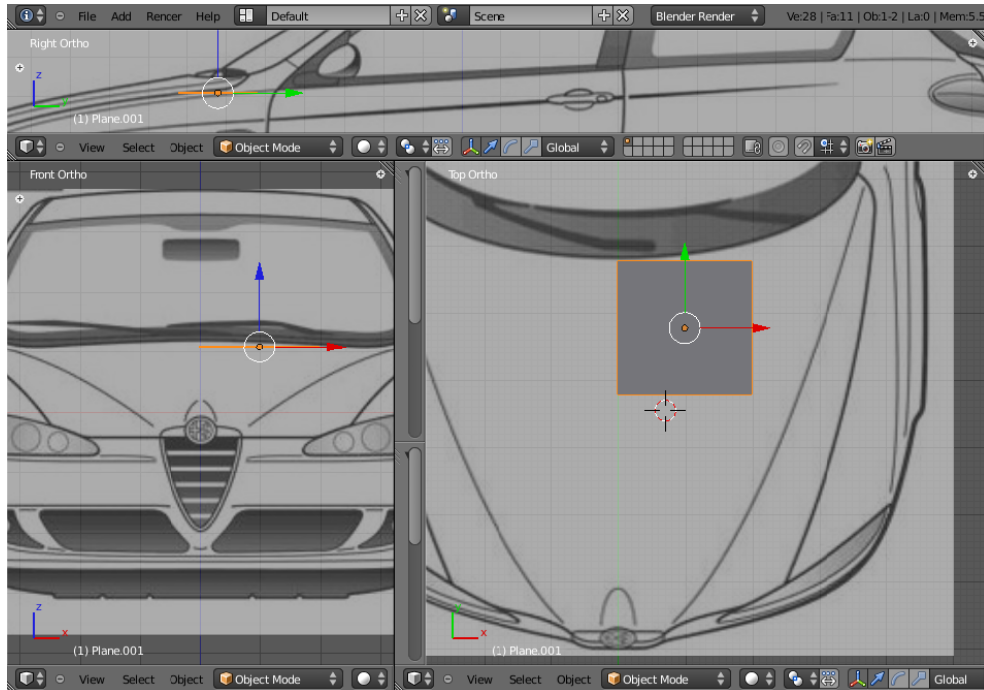 File Add Render Help Default Scene Blender Render Ve:28 | Fa:11 | Ob:1-2 | La:0 | Mem:5.5
Right Ortho
z
y
(1) Plane.001
View Select Object Object Mode Global
Front Ortho
Top Ortho
z
x
(1) Plane.001
y
x
(1) Plane.001
View Select Object Object Mode
View Select Object Object Mode Global